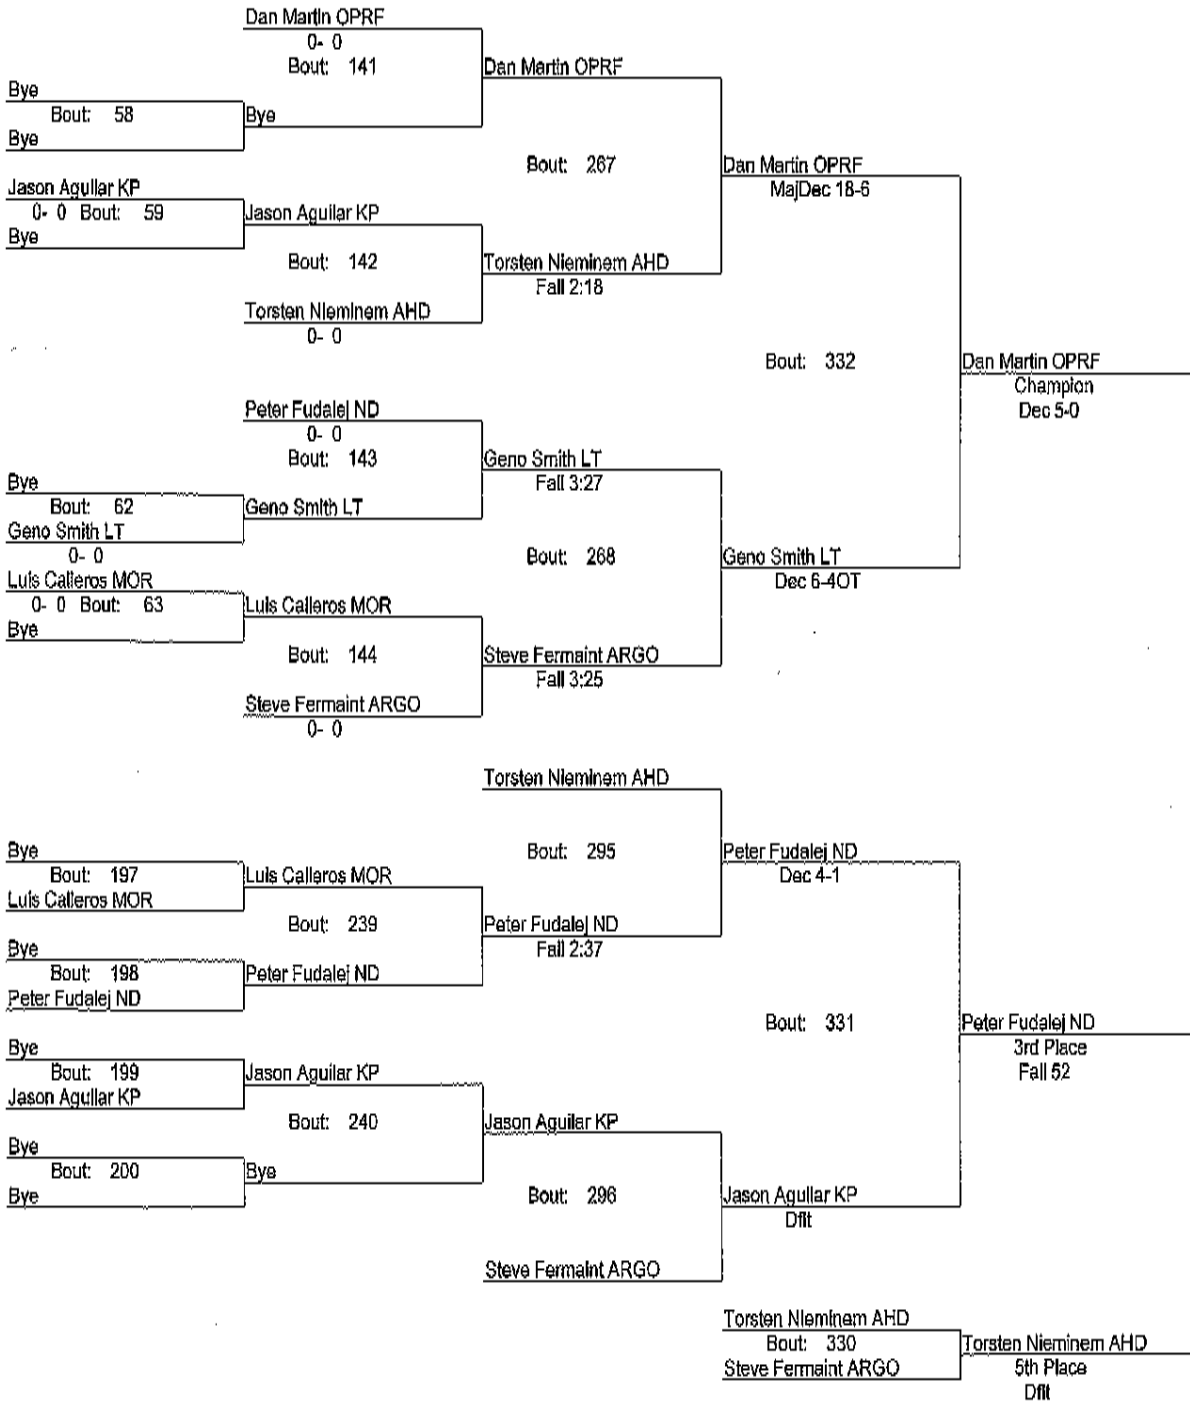 Dan Martin OPRF
0- 0
Bout: 141
Dan Martin OPRF
Bye
Bout: 58
Bye
Bye
Bout: 267
Dan Martin OPRF
MajDec 18-6
Jason Aguilar KP
0- 0 Bout: 59
Jason Aguilar KP
Bye
Bout: 142
Torsten Nieminem AHD
Fall 2:18
Torsten Nieminem AHD
0- 0
Bout: 332
Dan Martin OPRF
Champion
Dec 5-0
Peter Fudalej ND
0- 0
Bout: 143
Geno Smith LT
Fall 3:27
Bye
Bout: 62
Geno Smith LT
Geno Smith LT
0- 0
Bout: 268
Geno Smith LT
Dec 6-4OT
Luis Calleros MOR
0- 0 Bout: 63
Luis Calleros MOR
Bye
Bout: 144
Steve Fermaint ARGO
Fall 3:25
Steve Fermaint ARGO
0- 0
Torsten Nieminem AHD
Bye
Bout: 197
Luis Calleros MOR
Luis Calleros MOR
Bout: 295
Peter Fudalej ND
Dec 4-1
Bout: 239
Peter Fudalej ND
Fall 2:37
Bye
Bout: 198
Peter Fudalej ND
Peter Fudalej ND
Bout: 331
Peter Fudalej ND
3rd Place
Fall 52
Bye
Bout: 199
Jason Aguilar KP
Jason Aguilar KP
Bout: 240
Jason Aguilar KP
Bye
Bout: 200
Bye
Bye
Bout: 296
Jason Aguilar KP
Dflt
Steve Fermaint ARGO
Torsten Nieminem AHD
Bout: 330
Torsten Nieminem AHD
Steve Fermaint ARGO
5th Place
Dflt